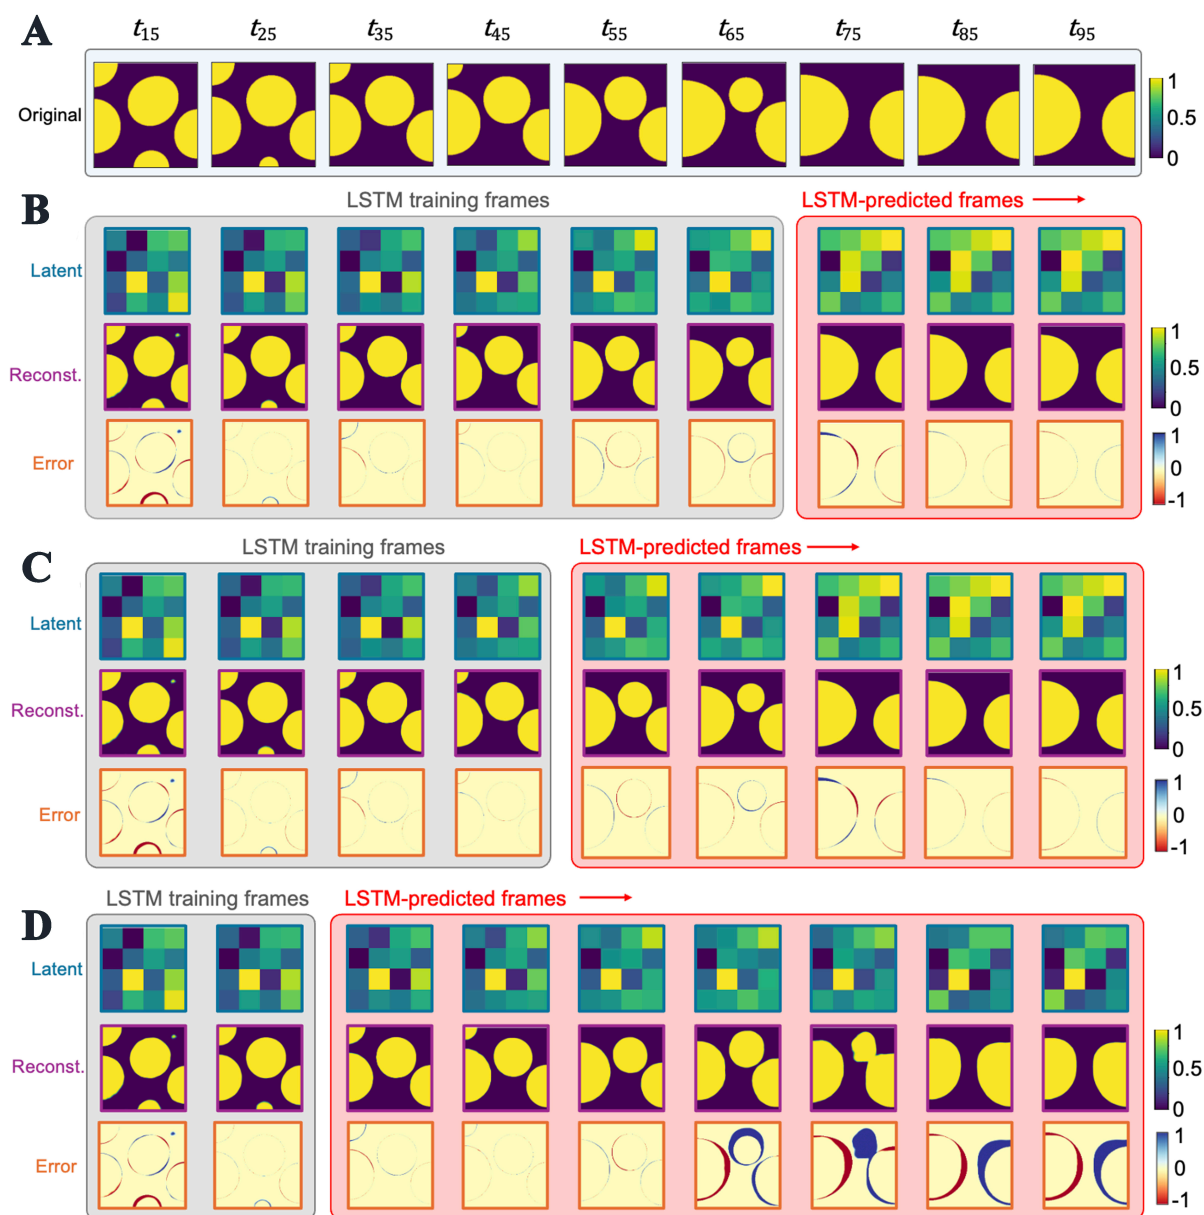 A
t₁₅ t₂₅ t₃₅ t₄₅ t₅₅ t₆₅ t₇₅ t₈₅ t₉₅
Original
1
0.5
0
B
LSTM training frames
LSTM-predicted frames
Latent
Reconst.
1
0.5
0
Error
1
0
-1
C
LSTM training frames
LSTM-predicted frames
Latent
Reconst.
1
0.5
0
Error
1
0
-1
D
LSTM training frames
LSTM-predicted frames
Latent
Reconst.
1
0.5
0
Error
1
0
-1